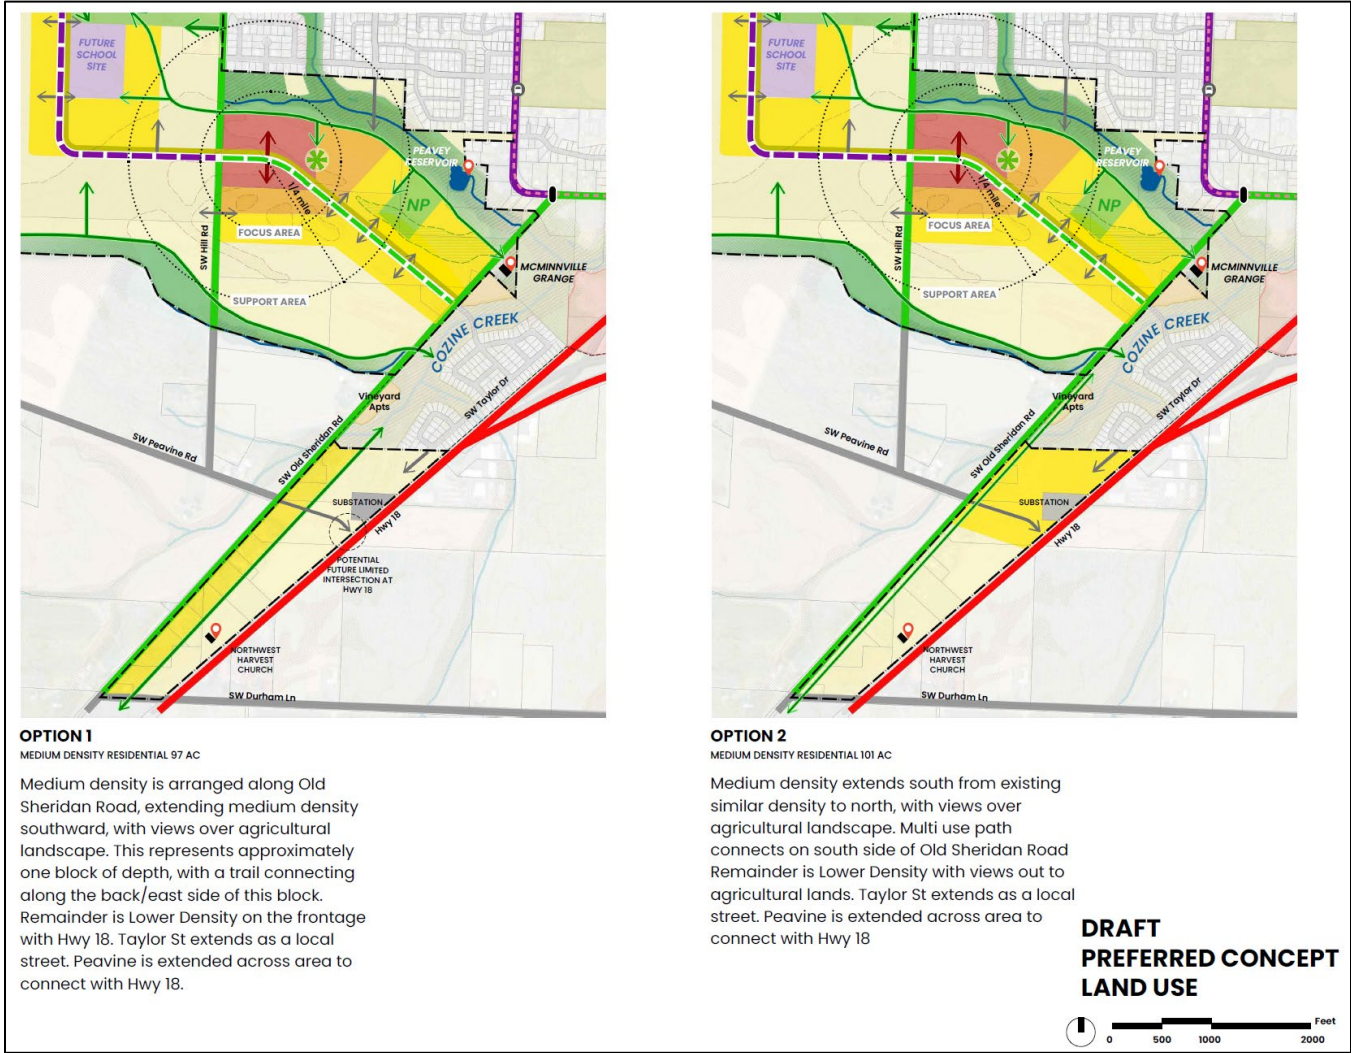 FUTURE
SCHOOL
SITE
PEAVEY
RESERVOIR
1/4 mile
NP
SW Hill Rd
FOCUS AREA
MCMINNVILLE
GRANGE
SUPPORT AREA
COZINE CREEK
Vineyard
Apts
SW Taylor Dr
SW Old Sheridan Rd
SW Peavine Rd
SUBSTATION
Hwy 18
POTENTIAL
FUTURE LIMITED
INTERSECTION AT
HWY 18
NORTHWEST
HARVEST
CHURCH
SW Durham Ln
FUTURE
SCHOOL
SITE
PEAVEY
RESERVOIR
1/4 mile
NP
SW Hill Rd
FOCUS AREA
MCMINNVILLE
GRANGE
SUPPORT AREA
COZINE CREEK
Vineyard
Apts
SW Taylor Dr
SW Old Sheridan Rd
SW Peavine Rd
SUBSTATION
Hwy 18
NORTHWEST
HARVEST
CHURCH
SW Durham Ln
OPTION 1
MEDIUM DENSITY RESIDENTIAL 97 AC
Medium density is arranged along Old
Sheridan Road, extending medium density
southward, with views over agricultural
landscape. This represents approximately
one block of depth, with a trail connecting
along the back/east side of this block.
Remainder is Lower Density on the frontage
with Hwy 18. Taylor St extends as a local
street. Peavine is extended across area to
connect with Hwy 18.
OPTION 2
MEDIUM DENSITY RESIDENTIAL 101 AC
Medium density extends south from existing
similar density to north, with views over
agricultural landscape. Multi use path
connects on south side of Old Sheridan Road
Remainder is Lower Density with views out to
agricultural lands. Taylor St extends as a local
street. Peavine is extended across area to
connect with Hwy 18
DRAFT
PREFERRED CONCEPT
LAND USE
Feet
0 500 1000 2000